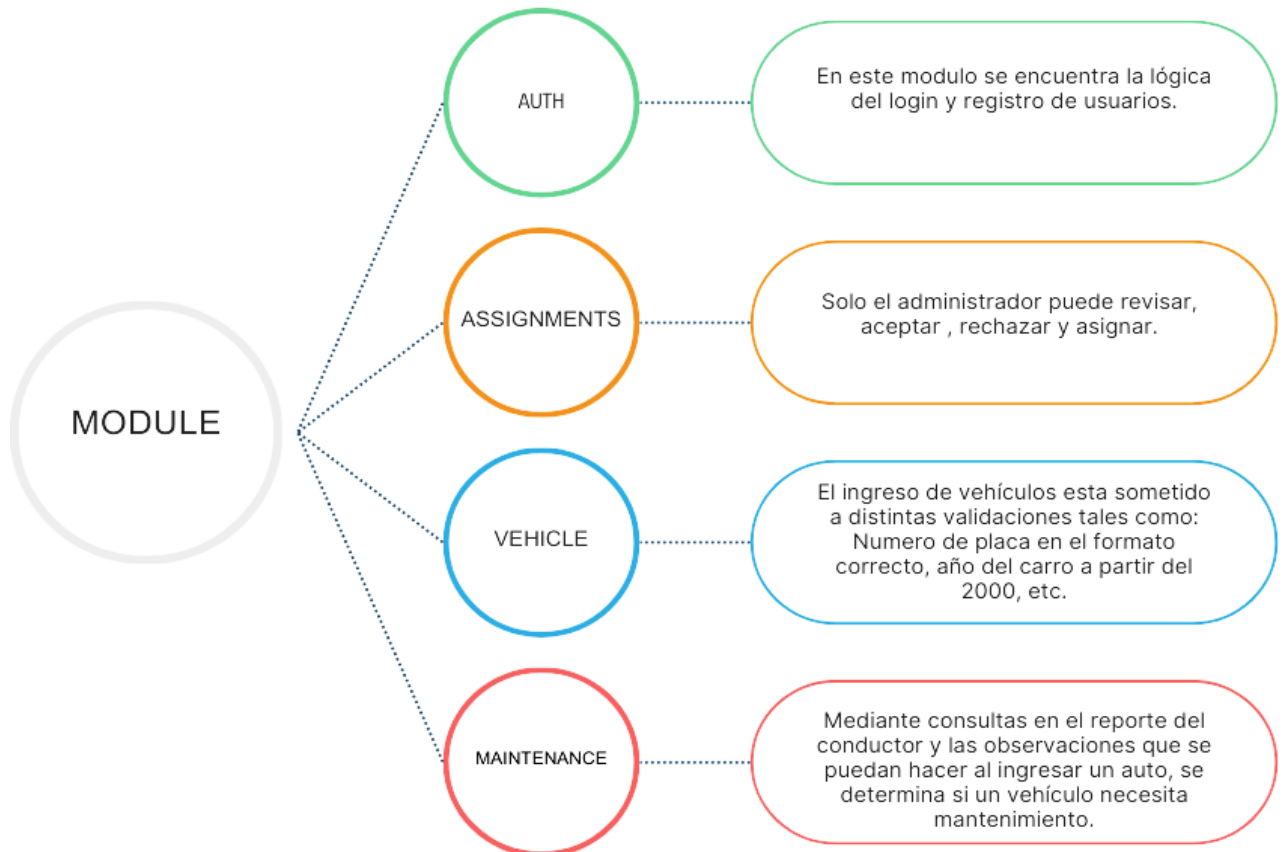 MODULE
AUTH
En este modulo se encuentra la lógica
del login y registro de usuarios.
ASSIGNMENTS
Solo el administrador puede revisar,
aceptar , rechazar y asignar.
VEHICLE
El ingreso de vehículos esta sometido
a distintas validaciones tales como:
Numero de placa en el formato
correcto, año del carro a partir del
2000, etc.
MAINTENANCE
Mediante consultas en el reporte del
conductor y las observaciones que se
puedan hacer al ingresar un auto, se
determina si un vehículo necesita
mantenimiento.